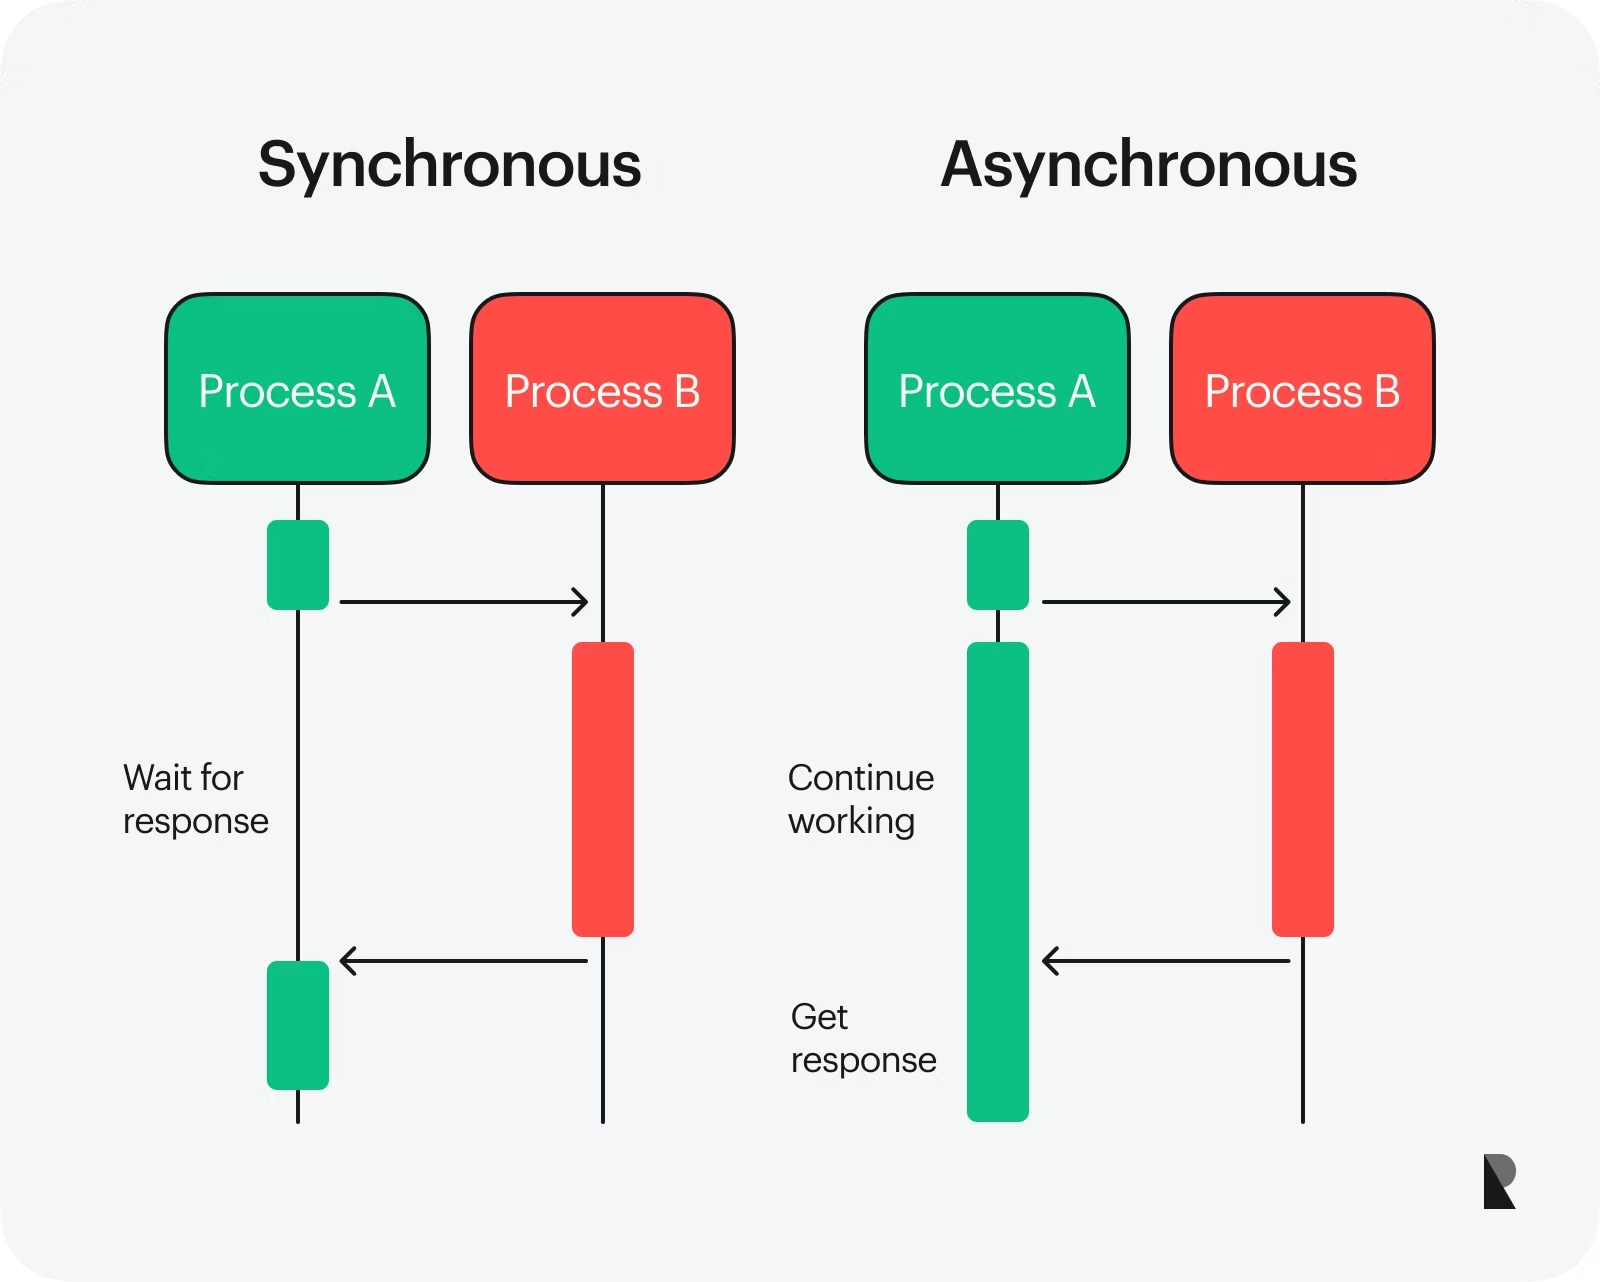 Synchronous
Asynchronous
Process A
Process B
Process A
Process B
Wait for
response
Continue
working
Get
response